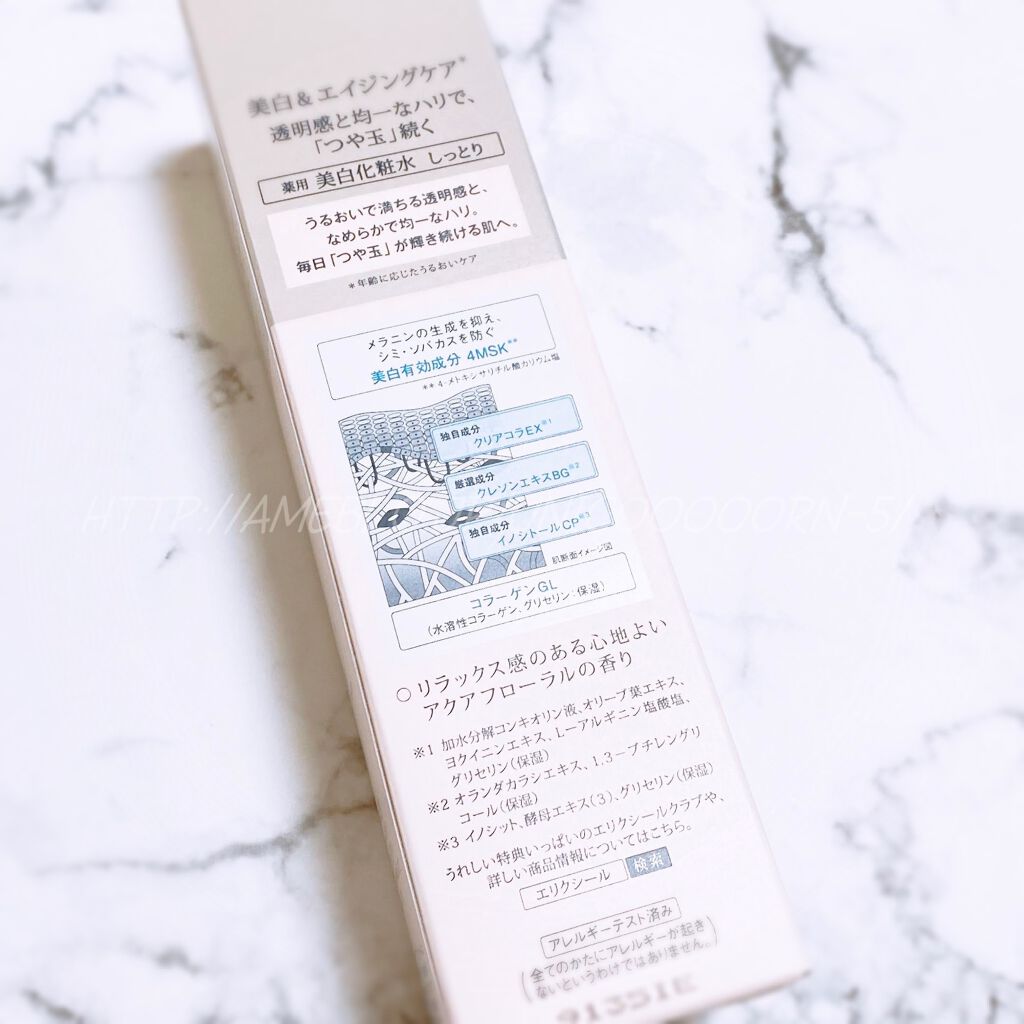 美白&エイジングケア*
透明感と均一なハリで、
「つや玉」続く
薬用 美白化粧水 しっとり
うるおいで満ちる透明感と、
なめらかで均一なハリ。
毎日「つや玉」が輝き続ける肌へ。
*年齢に応じたうるおいケア
メラニンの生成を抑え、
シミ・ソバカスを防ぐ
美白有効成分 4MSK**
**4-メトキシサリチル酸カリウム塩
独自成分
クリアコラEX※1
厳選成分
クレソンエキスBG※2
独自成分
イノシトールCP※3
肌断面イメージ図
コラーゲンGL
(水溶性コラーゲン、グリセリン:保湿)
○リラックス感のある心地よい
アクアフローラルの香り
※1 加水分解コンキオリン液、オリーブ葉エキス、
ヨクイニンエキス、L-アルギニン塩酸塩、
グリセリン(保湿)
※2 オランダカラシエキス、1,3-ブチレングリ
コール(保湿)
※3 イノシット、酵母エキス(3)、グリセリン(保湿)
うれしい特典いっぱいのエリクシールクラブや、
詳しい商品情報についてはこちら。
エリクシール 検索
アレルギーテスト済み
(全てのかたにアレルギーが起き
ないというわけではありません。)